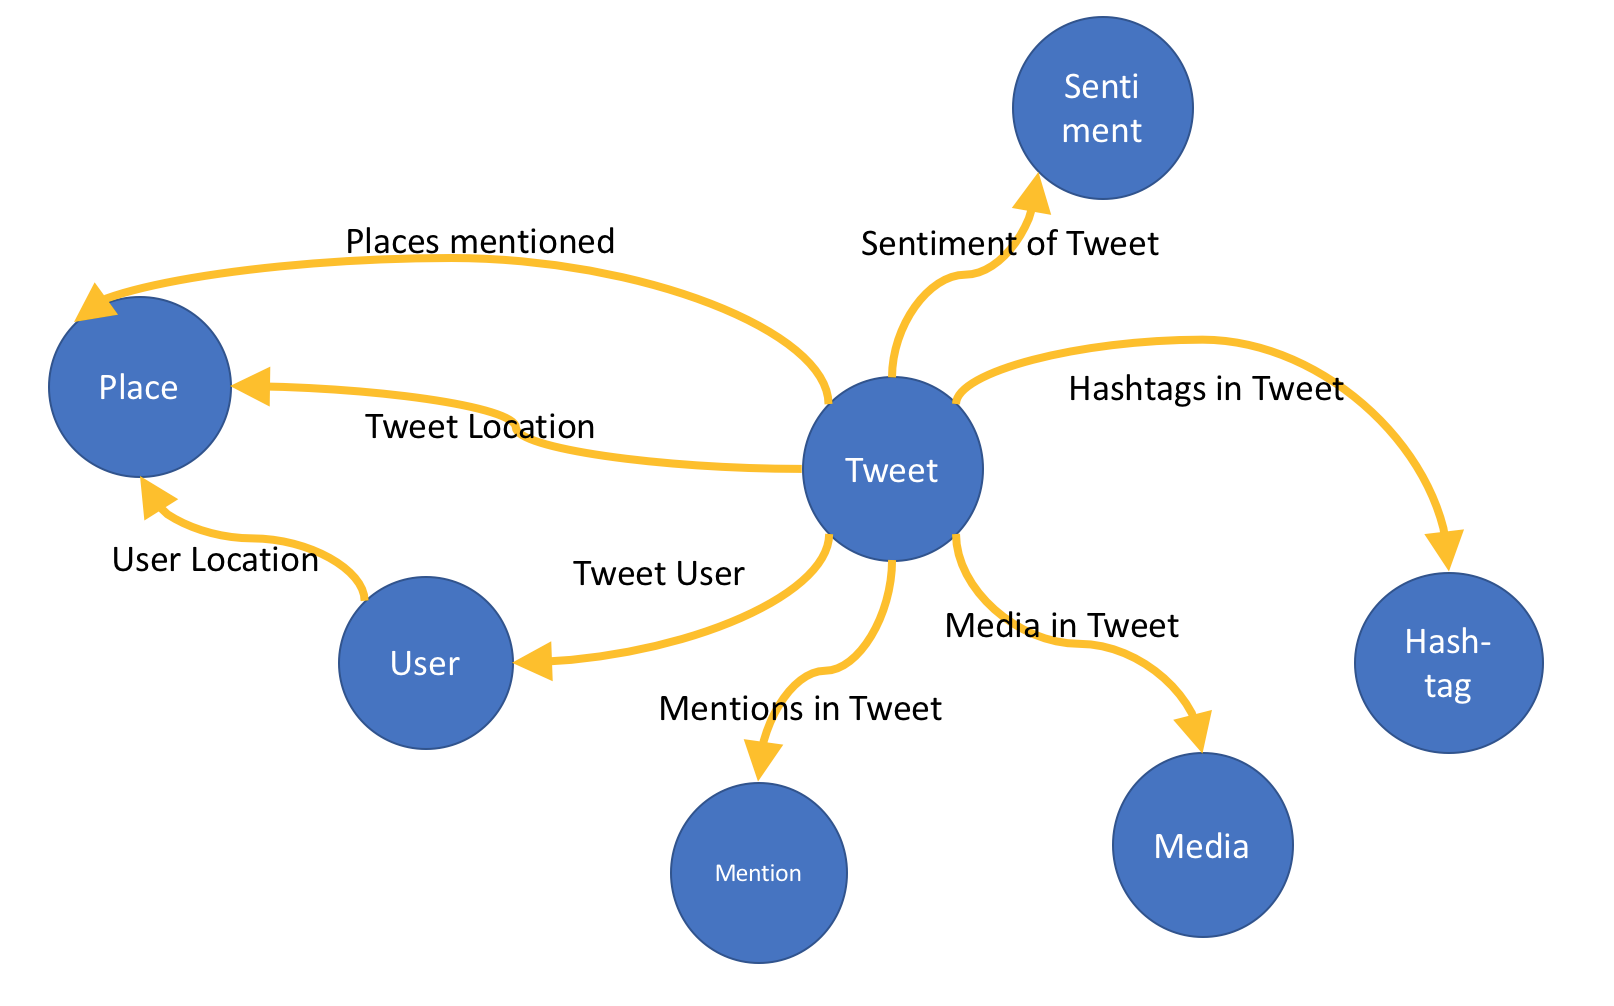 Senti
ment
Places mentioned
Sentiment of Tweet
Place
Hashtags in Tweet
Tweet Location
Tweet
User Location
Tweet User
Media in Tweet
User
Hash-
tag
Mentions in Tweet
Media
Mention